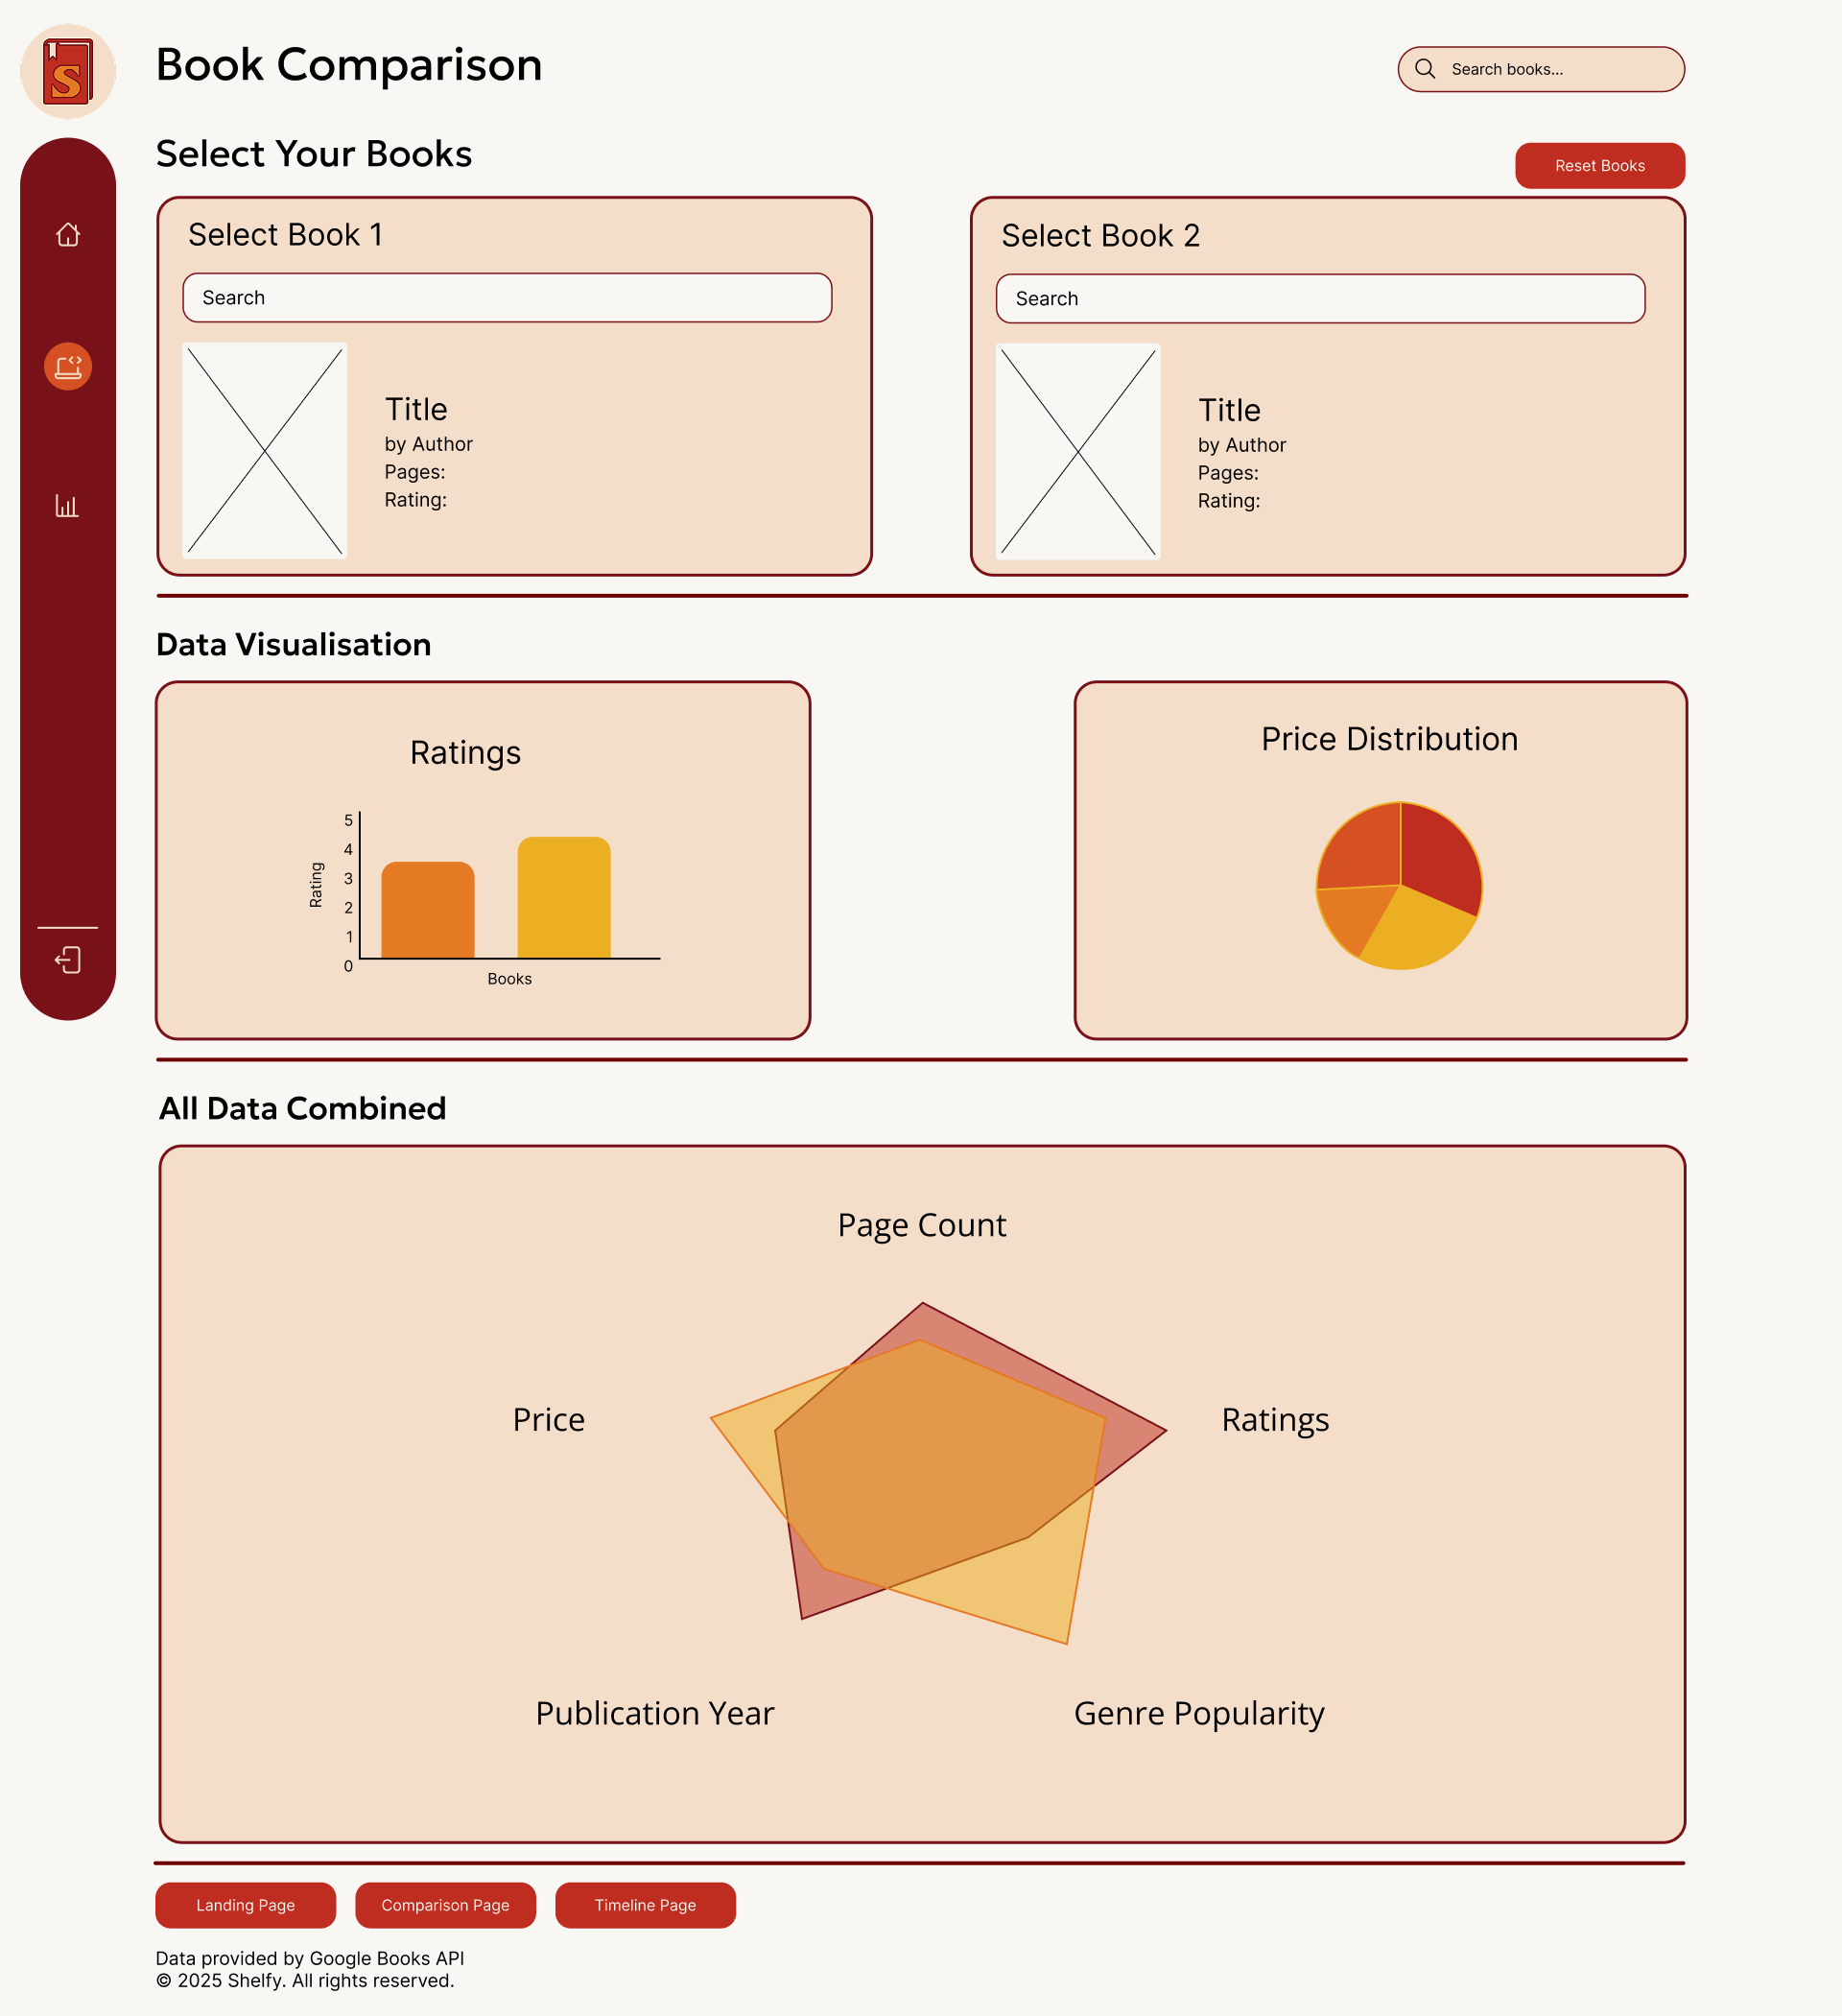 S
Book Comparison
Search books...
Select Your Books
Reset Books
Select Book 1
Search
Title
by Author
Pages:
Rating:
Select Book 2
Search
Title
by Author
Pages:
Rating:
Data Visualisation
Ratings
5
4
3
2
1
0
Rating
Books
Price Distribution
All Data Combined
Page Count
Price
Ratings
Publication Year
Genre Popularity
Landing Page
Comparison Page
Timeline Page
Data provided by Google Books API
© 2025 Shelfy. All rights reserved.